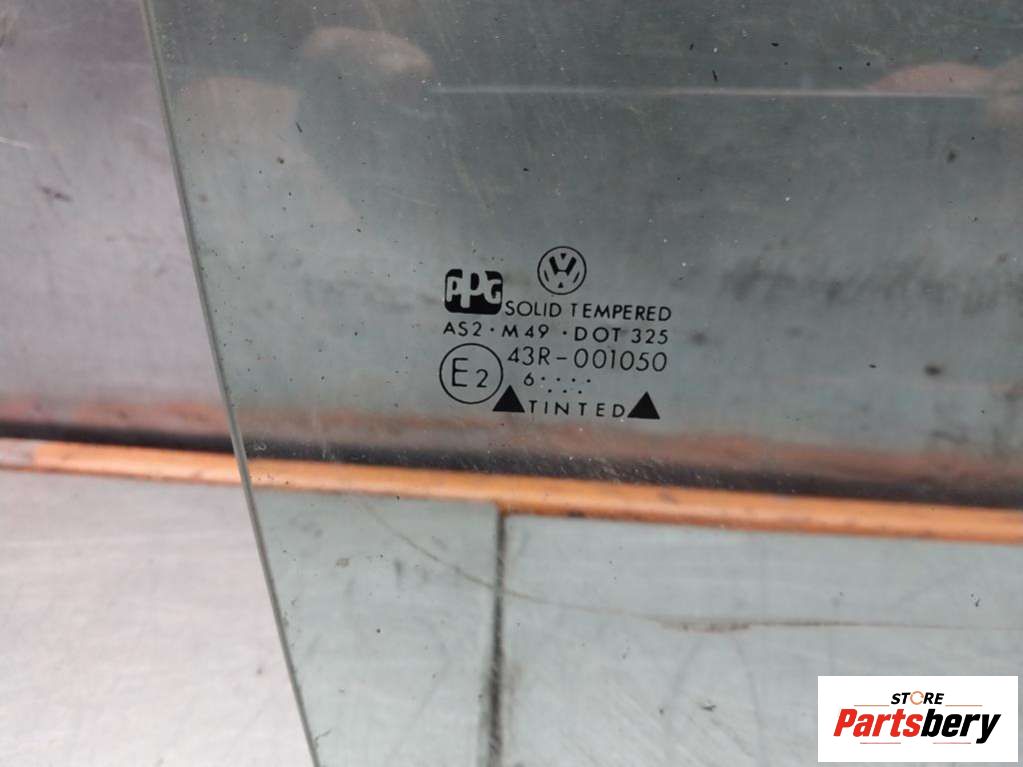 PPG
SOLID TEMPERED
AS2 · M49 · DOT 325
E2 43R-001050
6·····
TINTED
STORE
Partsbery